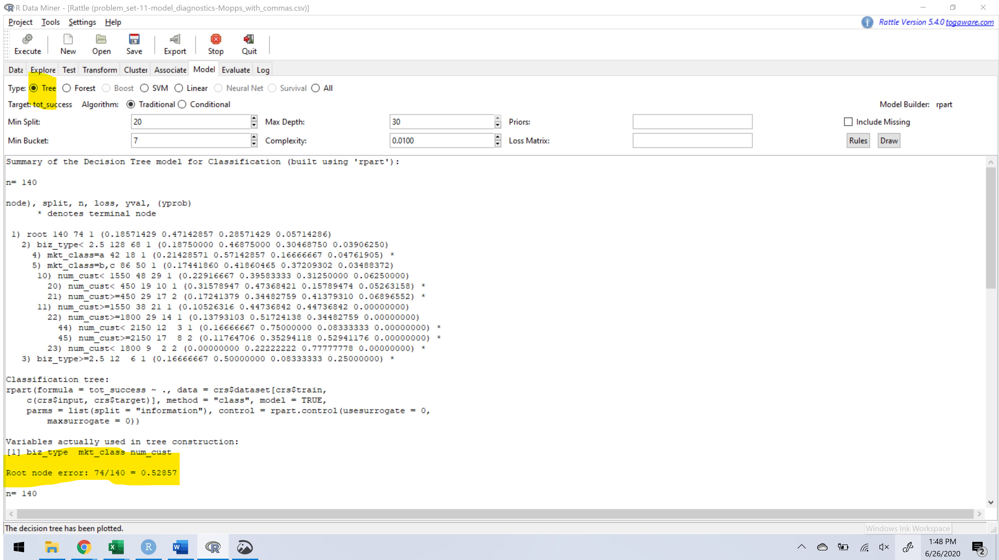 R Data Miner - [Rattle (problem_set-11-model_diagnostics-Mopps_with_commas.csv)]
Project Tools Settings Help
Rattle Version 5.4.0 togaware.com
Execute New Open Save Export Stop Quit
Data Explore Test Transform Cluster Associate Model Evaluate Log
Type: Tree Forest Boost SVM Linear Neural Net Survival All
Target: tot_success Algorithm: Traditional Conditional Model Builder: rpart
Min Split: 20 Max Depth: 30 Priors: Include Missing
Min Bucket: 7 Complexity: 0.0100 Loss Matrix: Rules Draw
Summary of the Decision Tree model for Classification (built using 'rpart'):
n= 140
node), split, n, loss, yval, (yprob)
* denotes terminal node
1) root 140 74 1 (0.18571429 0.47142857 0.28571429 0.05714286)
2) biz_type< 2.5 128 68 1 (0.18750000 0.46875000 0.30468750 0.03906250)
4) mkt_class=a 42 18 1 (0.21428571 0.57142857 0.16666667 0.04761905) *
5) mkt_class=b,c 86 50 1 (0.17441860 0.41860465 0.37209302 0.03488372)
10) num_cust< 1550 48 29 1 (0.22916667 0.39583333 0.31250000 0.06250000)
20) num_cust< 450 19 10 1 (0.31578947 0.47368421 0.15789474 0.05263158) *
21) num_cust>=450 29 17 2 (0.17241379 0.34482759 0.41379310 0.06896552) *
11) num_cust>=1550 38 21 1 (0.10526316 0.44736842 0.44736842 0.00000000)
22) num_cust>=1800 29 14 1 (0.13793103 0.51724138 0.34482759 0.00000000)
44) num_cust< 2150 12 3 1 (0.16666667 0.75000000 0.08333333 0.00000000) *
45) num_cust>=2150 17 8 2 (0.11764706 0.35294118 0.52941176 0.00000000) *
23) num_cust< 1800 9 2 2 (0.00000000 0.22222222 0.77777778 0.00000000) *
3) biz_type>=2.5 12 6 1 (0.16666667 0.50000000 0.08333333 0.25000000) *
Classification tree:
rpart(formula = tot_success ~ ., data = crs$dataset[crs$train,
c(crs$input, crs$target)], method = "class", model = TRUE,
parms = list(split = "information"), control = rpart.control(usesurrogate = 0,
maxsurrogate = 0))
Variables actually used in tree construction:
[1] biz_type mkt_class num_cust
Root node error: 74/140 = 0.52857
n= 140
The decision tree has been plotted.
Windows Ink Workspace
1:48 PM
6/26/2020
2